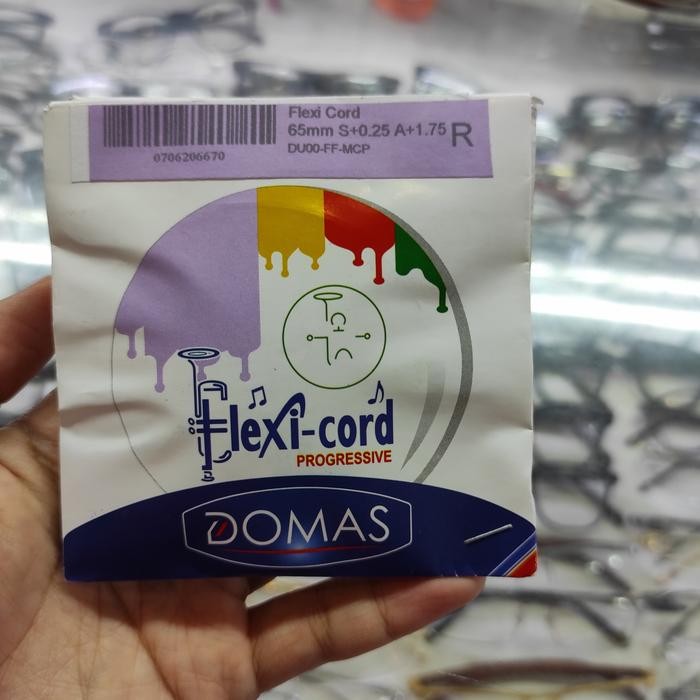 Flexi Cord
65mm S+0.25 A+1.75 R
DU00-FF-MCP
0706206670
flexi-cord
PROGRESSIVE
DOMAS